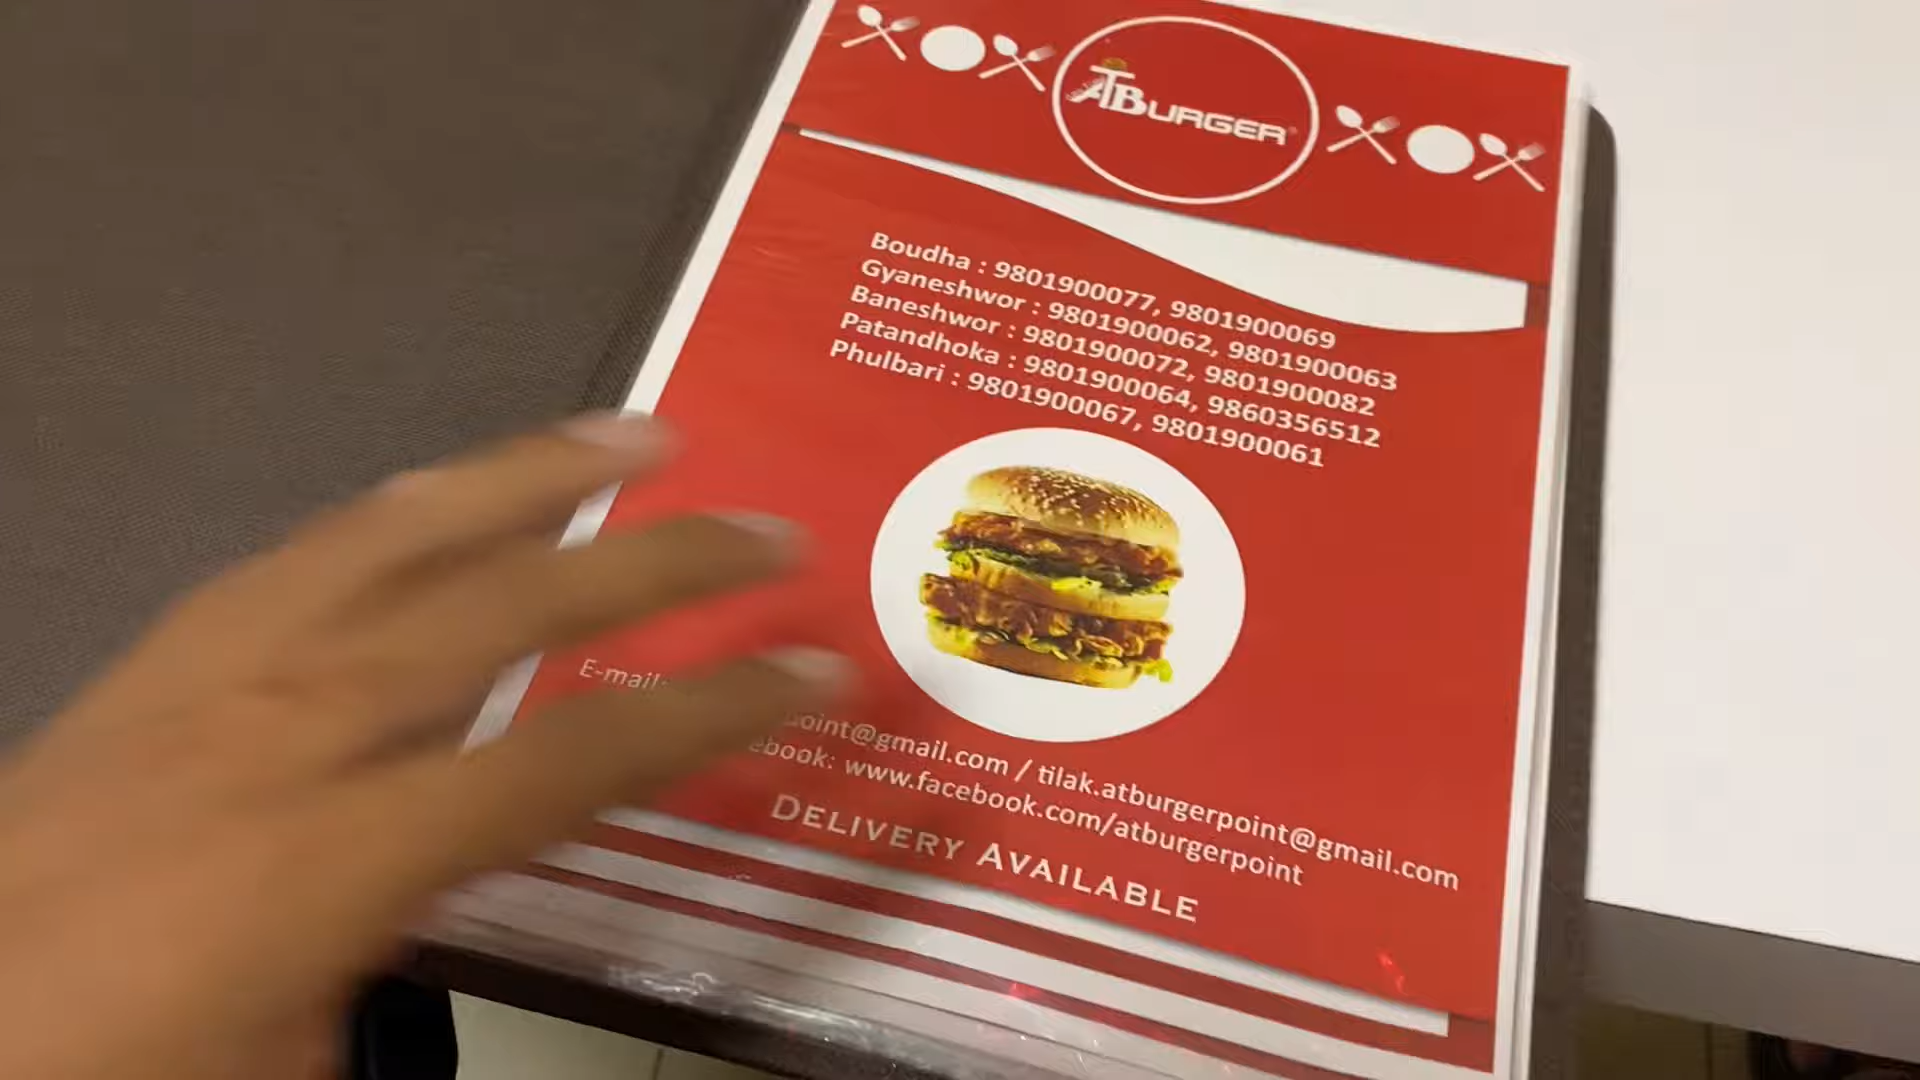 ATBURGER
Boudha : 9801900077, 9801900069
Gyaneshwor : 9801900062, 9801900063
Baneshwor : 9801900072, 9801900082
Patandhoka : 9801900064, 9860356512
Phulbari : 9801900067, 9801900061
E-mail: point@gmail.com / tilak.atburgerpoint@gmail.com
ebook: www.facebook.com/atburgerpoint
DELIVERY AVAILABLE